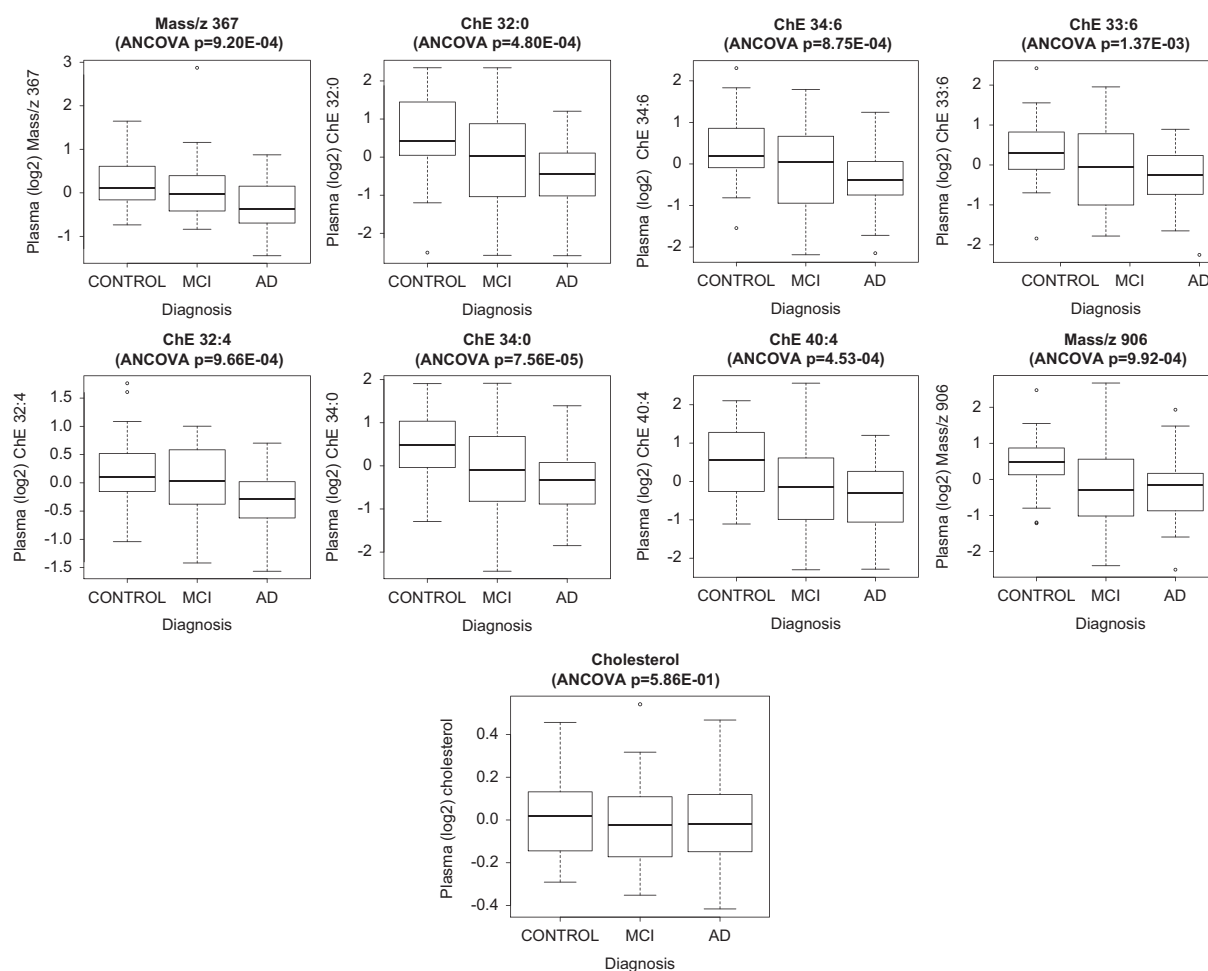 Mass/z 367
(ANCOVA p=9.20E-04)
Plasma (log2) Mass/z 367
3
2
1
0
-1
CONTROL MCI AD
Diagnosis
ChE 32:0
(ANCOVA p=4.80E-04)
Plasma (log2) ChE 32:0
2
1
0
-1
-2
CONTROL MCI AD
Diagnosis
ChE 34:6
(ANCOVA p=8.75E-04)
Plasma (log2) ChE 34:6
2
1
0
-1
-2
CONTROL MCI AD
Diagnosis
ChE 33:6
(ANCOVA p=1.37E-03)
Plasma (log2) ChE 33:6
2
1
0
-1
-2
CONTROL MCI AD
Diagnosis
ChE 32:4
(ANCOVA p=9.66E-04)
Plasma (log2) ChE 32:4
1.5
1.0
0.5
0.0
-0.5
-1.0
-1.5
CONTROL MCI AD
Diagnosis
ChE 34:0
(ANCOVA p=7.56E-05)
Plasma (log2) ChE 34:0
2
1
0
-1
-2
CONTROL MCI AD
Diagnosis
ChE 40:4
(ANCOVA p=4.53-04)
Plasma (log2) ChE 40:4
2
1
0
-1
-2
CONTROL MCI AD
Diagnosis
Mass/z 906
(ANCOVA p=9.92-04)
Plasma (log2) Mass/z 906
2
1
0
-1
-2
CONTROL MCI AD
Diagnosis
Cholesterol
(ANCOVA p=5.86E-01)
Plasma (log2) cholesterol
0.4
0.2
0.0
-0.2
-0.4
CONTROL MCI AD
Diagnosis